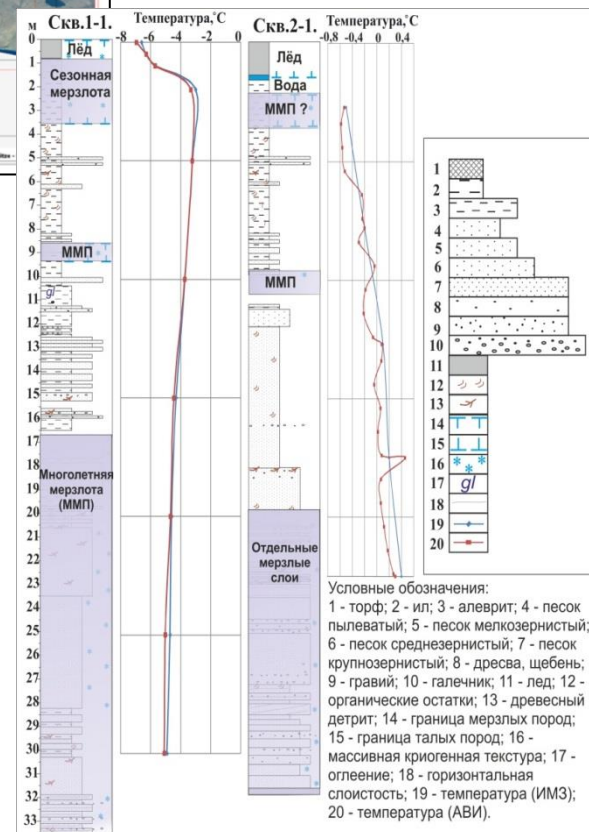 М
Скв.1-1.
Температура,°С
-8 -6 -4 -2 0
Скв.2-1.
Температура,°С
-0,8 -0,4 0 0,4
0
1
2
3
4
5
6
7
8
9
10
11
12
13
14
15
16
17
18
19
20
21
22
23
24
25
26
27
28
29
30
31
32
33
Лёд
Сезонная
мерзлота
ММП
gl
Многолетняя
мерзлота
(ММП)
Лёд
Вода
ММП ?
ММП
Отдельные
мерзлые
слои
1
2
3
4
5
6
7
8
9
10
11
12
13
14
15
16
17 gl
18
19
20
Условные обозначения:
1 - торф; 2 - ил; 3 - алеврит; 4 - песок
пылеватый; 5 - песок мелкозернистый;
6 - песок среднезернистый; 7 - песок
крупнозернистый; 8 - дресва, щебень;
9 - гравий; 10 - галечник; 11 - лед; 12 -
органические остатки; 13 - древесный
детрит; 14 - граница мерзлых пород;
15 - граница талых пород; 16 -
массивная криогенная текстура; 17 -
оглеение; 18 - горизонтальная
слоистость; 19 - температура (ИМЗ);
20 - температура (АВИ).